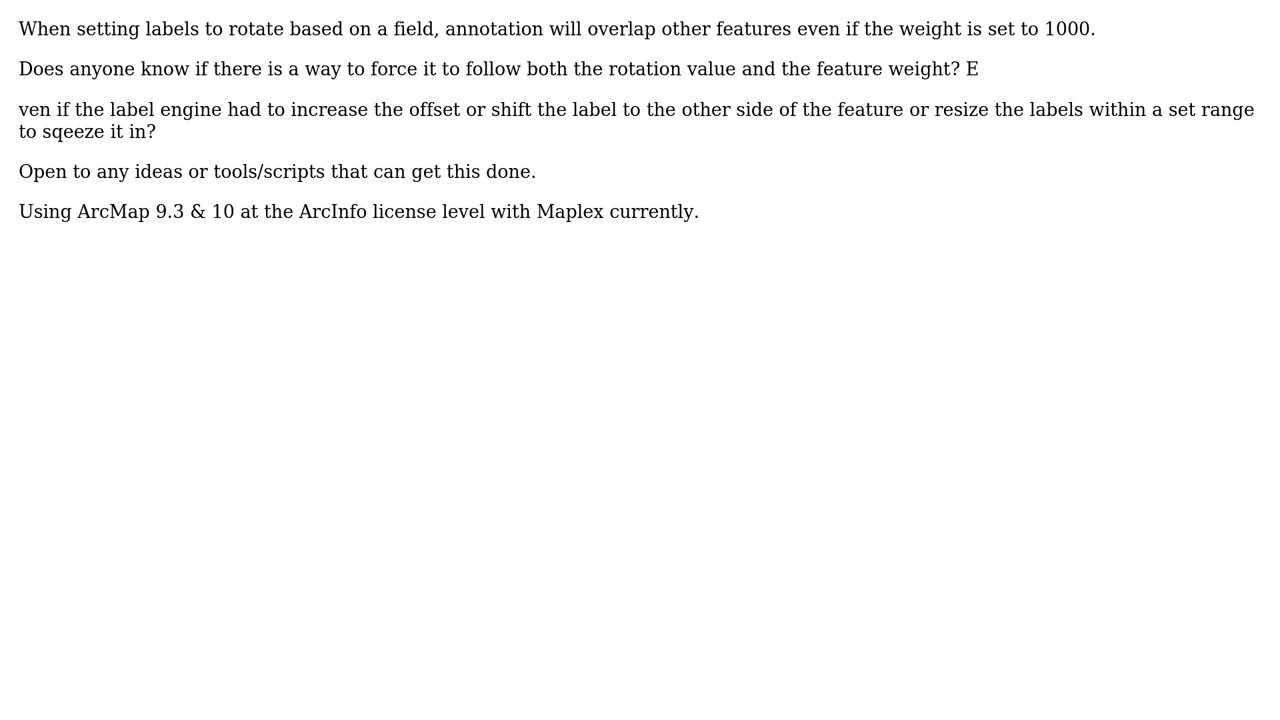 When setting labels to rotate based on a field, annotation will overlap other features even if the weight is set to 1000.
Does anyone know if there is a way to force it to follow both the rotation value and the feature weight? E
ven if the label engine had to increase the offset or shift the label to the other side of the feature or resize the labels within a set range
to sqeeze it in?
Open to any ideas or tools/scripts that can get this done.
Using ArcMap 9.3 & 10 at the ArcInfo license level with Maplex currently.